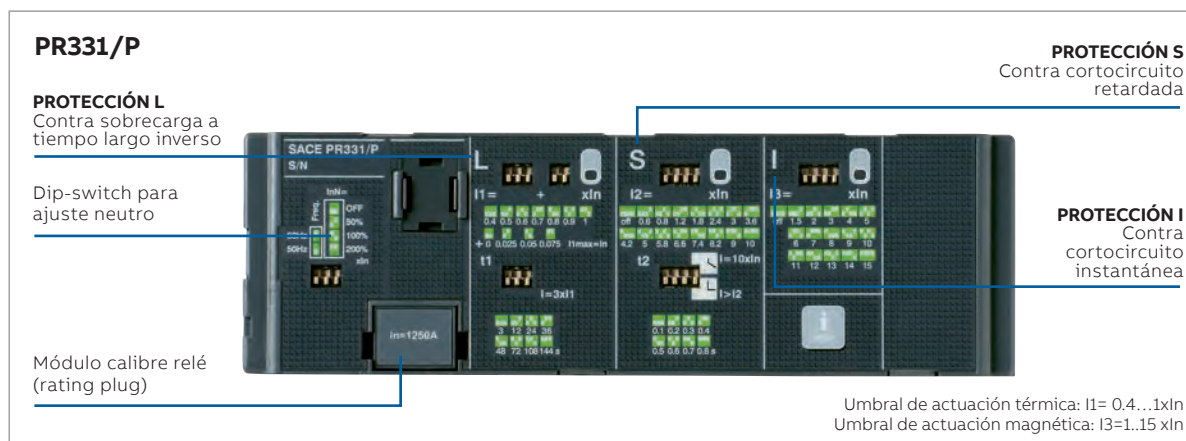 PR331/P
PROTECCIÓN S
Contra cortocircuito
retardada
PROTECCIÓN L
Contra sobrecarga a
tiempo largo inverso
Dip-switch para
ajuste neutro
PROTECCIÓN I
Contra
cortocircuito
instantánea
Módulo calibre relé
(rating plug)
SACE PR331/P
S/N
InN=
Freq.
OFF
50%
100%
200%
xIn
50Hz
In=1250A
L
I1= + xIn
0.4 0.5 0.6 0.7 0.8 0.9 1
+ 0 0.025 0.05 0.075 I1max=In
t1
I=3xI1
3 12 24 36
48 72 108 144 s
S
I2= xIn
off 0.6 0.8 1.2 1.8 2.4 3 3.6
4.2 5 5.8 6.6 7.4 8.2 9 10
t2
I=10xIn
I>I2
0.1 0.2 0.3 0.4
0.5 0.6 0.7 0.8 s
I
I3= xIn
1.5 2 3 4 5
6 7 8 9 10
11 12 13 14 15
i
Umbral de actuación térmica: I1= 0.4...1xIn
Umbral de actuación magnética: I3=1..15 xIn